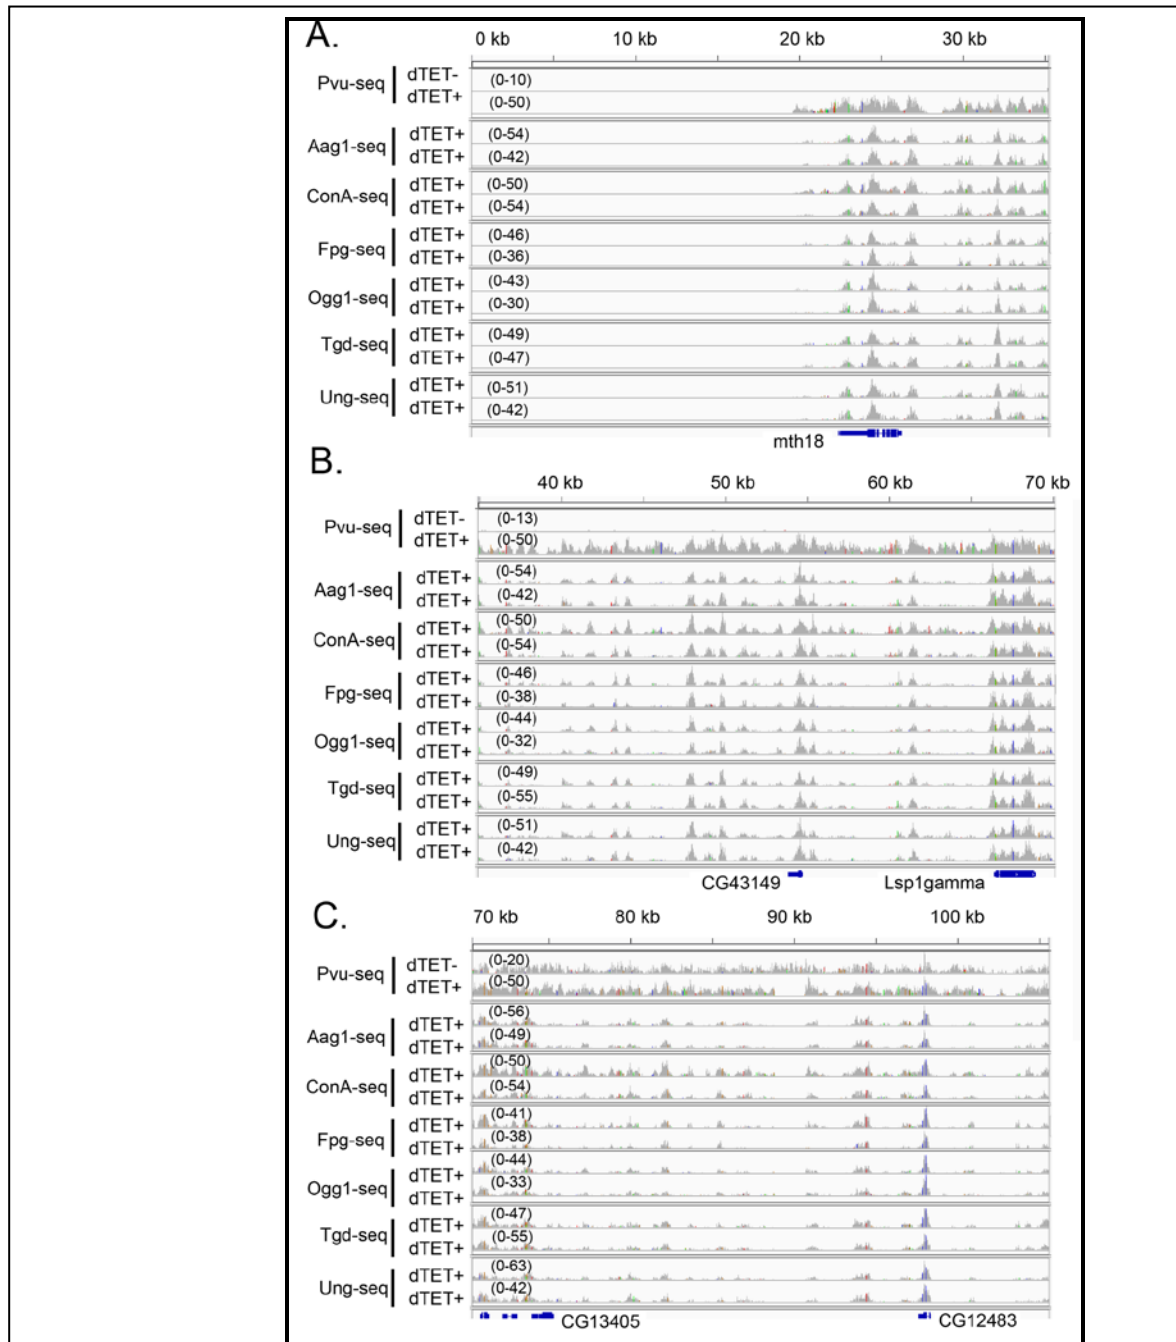 A.
0 kb 10 kb 20 kb 30 kb
Pvu-seq dTET- (0-10)
dTET+ (0-50)
Aag1-seq dTET+ (0-54)
dTET+ (0-42)
ConA-seq dTET+ (0-50)
dTET+ (0-54)
Fpg-seq dTET+ (0-46)
dTET+ (0-36)
Ogg1-seq dTET+ (0-43)
dTET+ (0-30)
Tgd-seq dTET+ (0-49)
dTET+ (0-47)
Ung-seq dTET+ (0-51)
dTET+ (0-42)
mth18
B.
40 kb 50 kb 60 kb 70 kb
Pvu-seq dTET- (0-13)
dTET+ (0-50)
Aag1-seq dTET+ (0-54)
dTET+ (0-42)
ConA-seq dTET+ (0-50)
dTET+ (0-54)
Fpg-seq dTET+ (0-46)
dTET+ (0-38)
Ogg1-seq dTET+ (0-44)
dTET+ (0-32)
Tgd-seq dTET+ (0-49)
dTET+ (0-55)
Ung-seq dTET+ (0-51)
dTET+ (0-42)
CG43149 Lsp1gamma
C.
70 kb 80 kb 90 kb 100 kb
Pvu-seq dTET- (0-20)
dTET+ (0-50)
Aag1-seq dTET+ (0-56)
dTET+ (0-49)
ConA-seq dTET+ (0-50)
dTET+ (0-54)
Fpg-seq dTET+ (0-41)
dTET+ (0-38)
Ogg1-seq dTET+ (0-44)
dTET+ (0-33)
Tgd-seq dTET+ (0-47)
dTET+ (0-55)
Ung-seq dTET+ (0-63)
dTET+ (0-42)
CG13405 CG12483